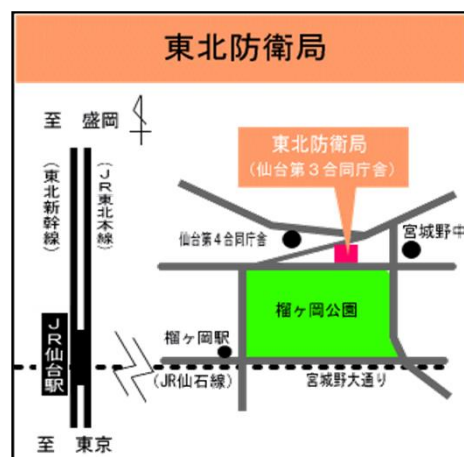 東北防衛局
至 盛岡
(東北新幹線)
(JR東北本線)
東北防衛局
(仙台第3合同庁舎)
仙台第4合同庁舎
宮城野中
榴ヶ岡公園
榴ヶ岡駅
JR仙台駅
(JR仙石線)
宮城野大通り
至 東京